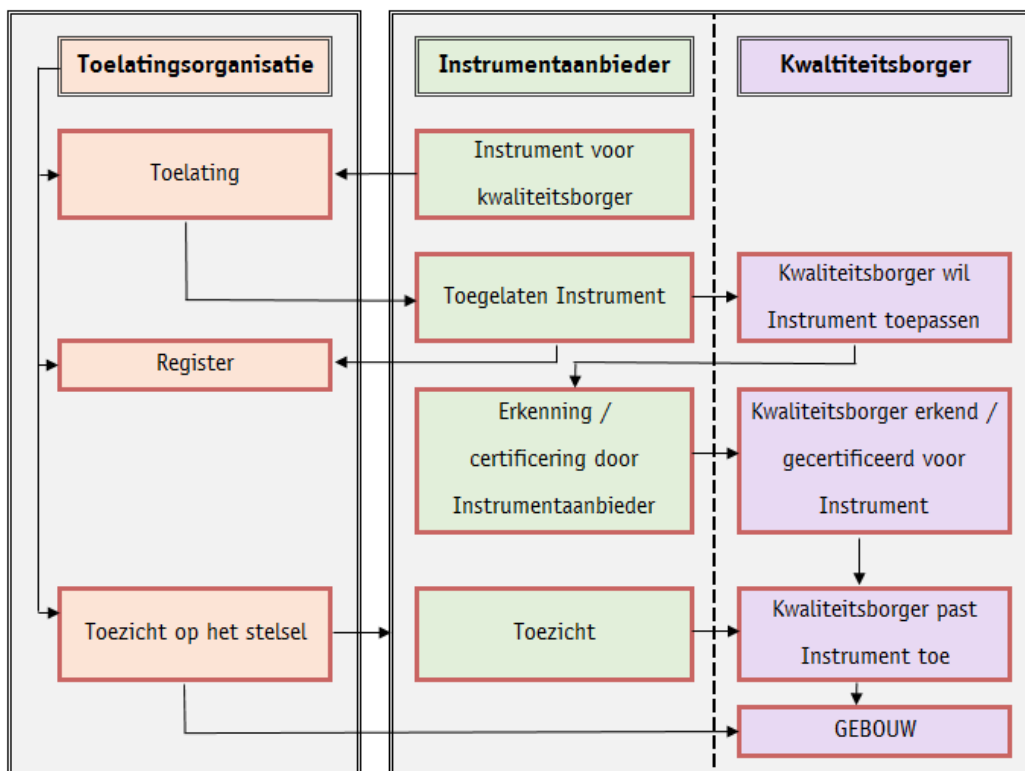 Toelatingsorganisatie
Instrumentaanbieder
Kwaltiteitsborger
Toelating
Instrument voor
kwaliteitsborger
Toegelaten Instrument
Kwaliteitsborger wil
Instrument toepassen
Register
Erkenning /
certificering door
Instrumentaanbieder
Kwaliteitsborger erkend /
gecertificeerd voor
Instrument
Toezicht op het stelsel
Toezicht
Kwaliteitsborger past
Instrument toe
GEBOUW